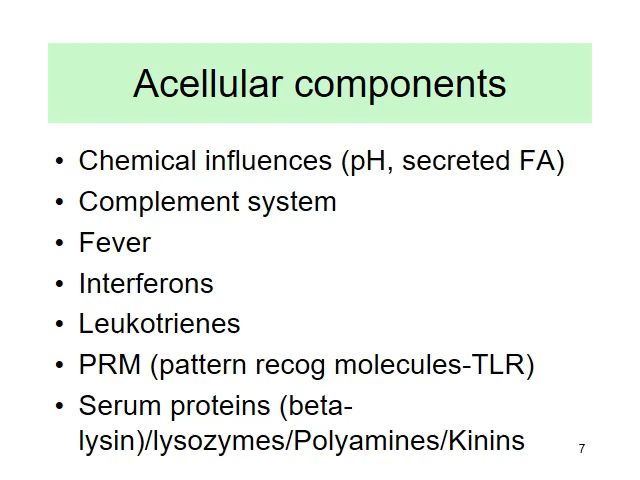 Acellular components
• Chemical influences (pH, secreted FA)
• Complement system
• Fever
• Interferons
• Leukotrienes
• PRM (pattern recog molecules-TLR)
• Serum proteins (beta-
lysin)/lysozymes/Polyamines/Kinins
7